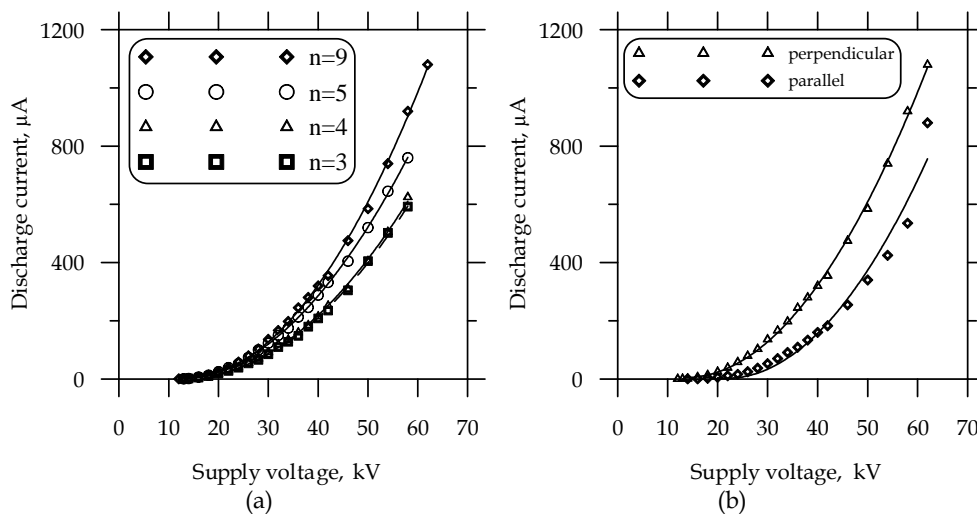 1200
800
400
0
Discharge current, µA
n=9
n=5
n=4
n=3
0 10 20 30 40 50 60 70
Supply voltage, kV
(a)
1200
800
400
0
Discharge current, µA
perpendicular
parallel
0 10 20 30 40 50 60 70
Supply voltage, kV
(b)